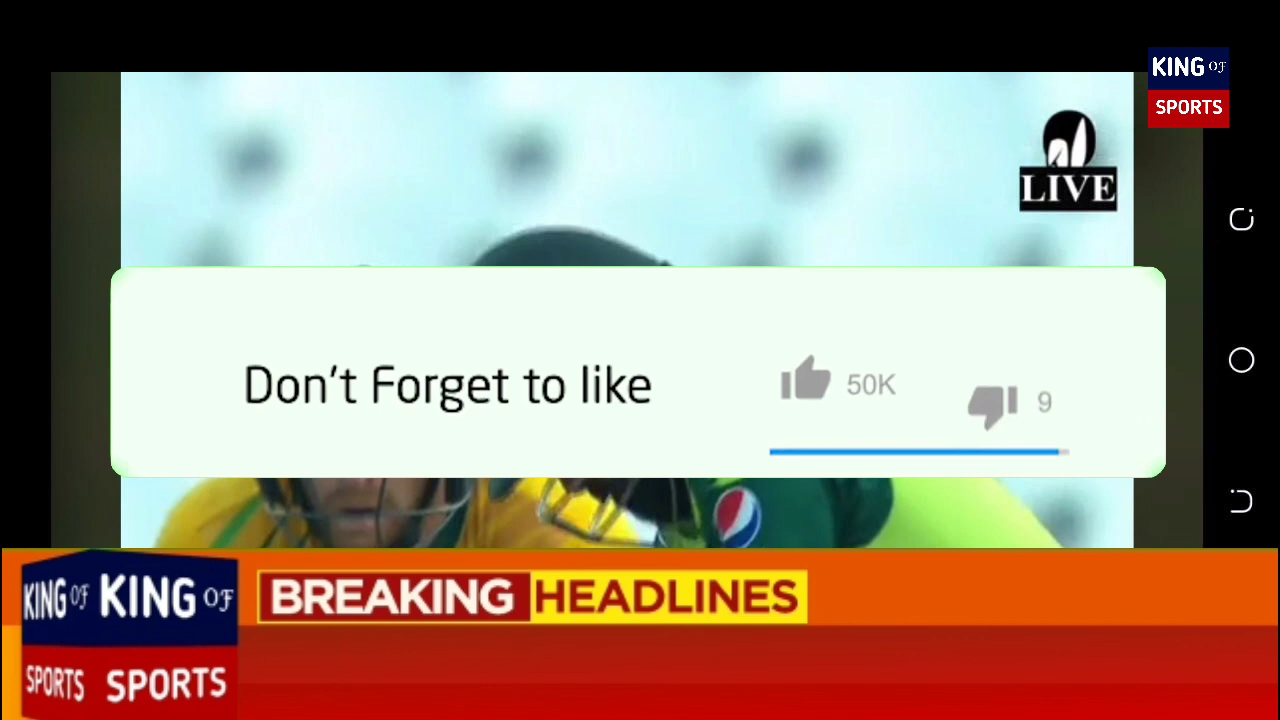 KING OF
SPORTS
LIVE
Don't Forget to like
50K
9
KING OF KING OF
SPORTS SPORTS
BREAKING HEADLINES